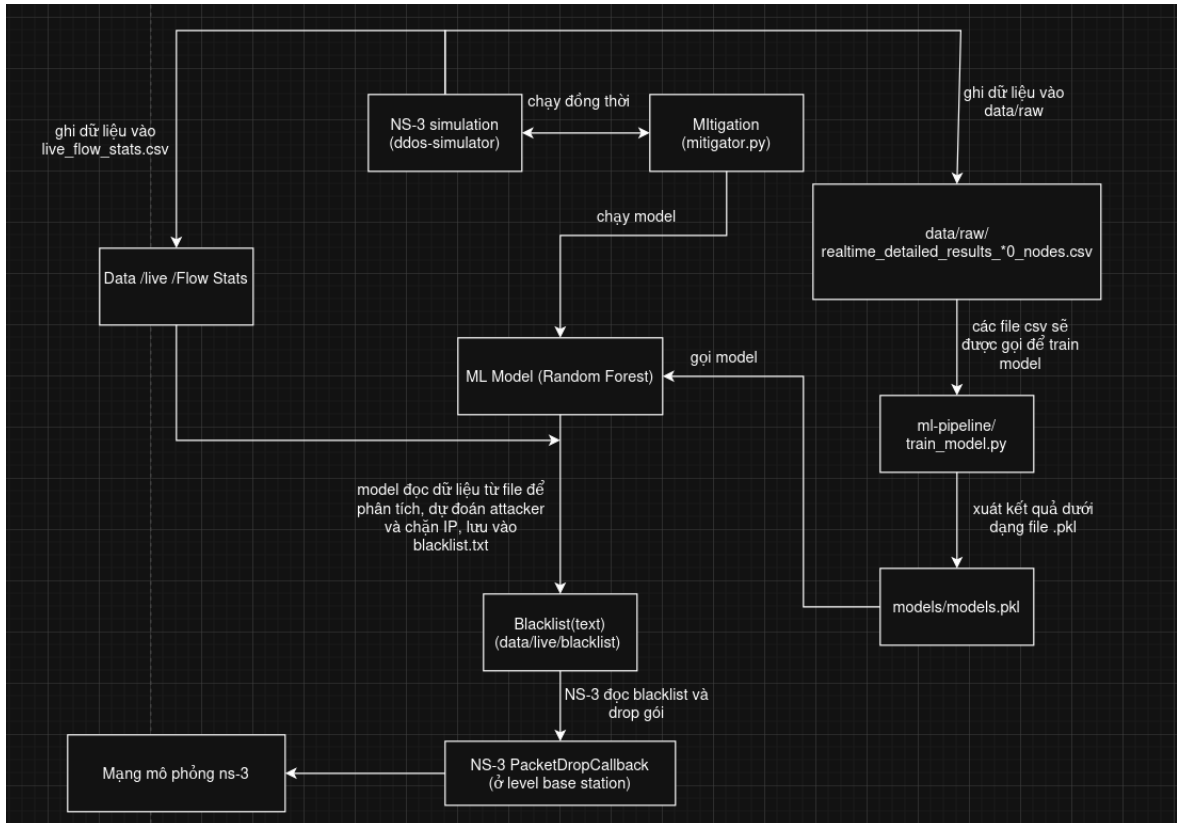 chạy đồng thời
NS-3 simulation
(ddos-simulator)
MItigation
(mitigator.py)
ghi dữ liệu vào
data/raw
ghi dữ liệu vào
live_flow_stats.csv
chạy model
data/raw/
realtime_detailed_results_*0_nodes.csv
Data /live /Flow Stats
các file csv sẽ
được gọi để train
model
gọi model
ML Model (Random Forest)
ml-pipeline/
train_model.py
model đọc dữ liệu từ file để
phân tích, dự đoán attacker
và chặn IP, lưu vào
blacklist.txt
xuát kết quả dưới
dạng file .pkl
models/models.pkl
Blacklist(text)
(data/live/blacklist)
NS-3 đọc blacklist và
drop gói
Mạng mô phỏng ns-3
NS-3 PacketDropCallback
(ở level base station)